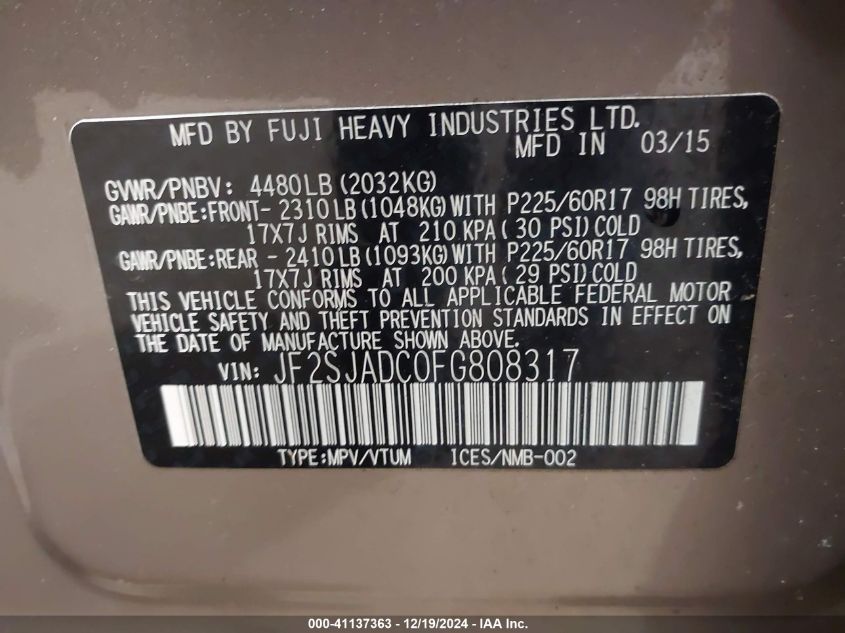 MFD BY FUJI HEAVY INDUSTRIES LTD.
MFD IN 03/15
GVWR/PNBV: 4480LB (2032KG)
GAWR/PNBE:FRONT- 2310LB (1048KG) WITH P225/60R17 98H TIRES,
17X7J RIMS AT 210 KPA ( 30 PSI) COLD
GAWR/PNBE:REAR - 2410LB (1093KG) WITH P225/60R17 98H TIRES,
17X7J RIMS AT 200 KPA ( 29 PSI) COLD
THIS VEHICLE CONFORMS TO ALL APPLICABLE FEDERAL MOTOR
VEHICLE SAFETY AND THEFT PREVENTION STANDARDS IN EFFECT ON
THE DATE OF MANUFACTURE SHOWN ABOVE.
VIN: JF2SJADC0FG808317
TYPE:MPV/VTUM ICES/NMB-002
000-41137363 - 12/19/2024 - IAA Inc.